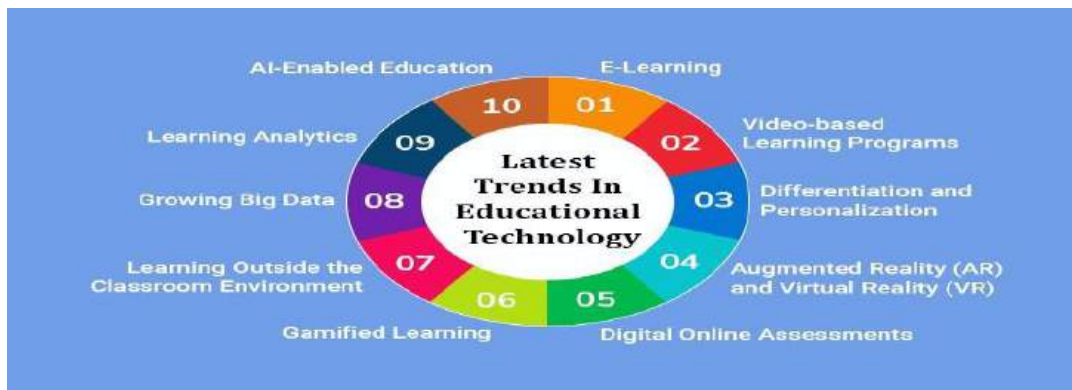 Latest
Trends In
Educational
Technology
01
E-Learning
02
Video-based
Learning Programs
03
Differentiation and
Personalization
04
Augmented Reality (AR)
and Virtual Reality (VR)
05
Digital Online Assessments
06
Gamified Learning
07
Learning Outside the
Classroom Environment
08
Growing Big Data
09
Learning Analytics
10
AI-Enabled Education